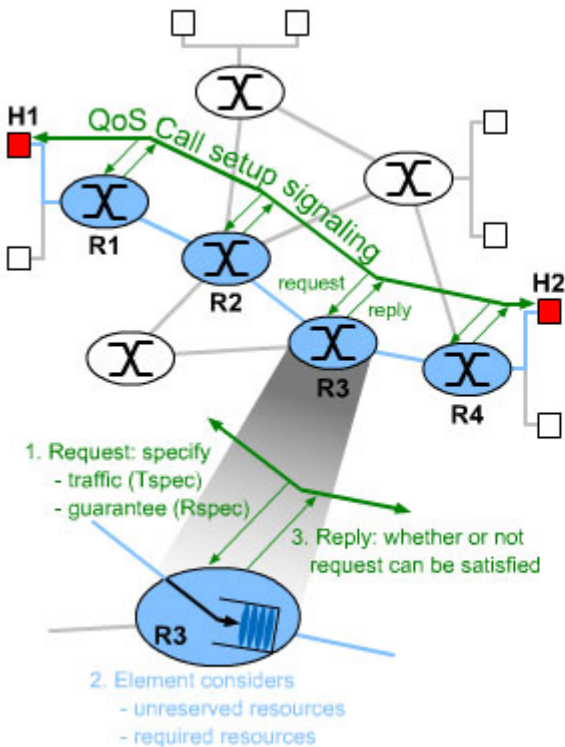 H1
QoS Call setup signaling
R1
R2
request
reply
H2
R3
R4
1. Request: specify
- traffic (Tspec)
- guarantee (Rspec)
3. Reply: whether or not
request can be satisfied
R3
2. Element considers
- unreserved resources
- required resources